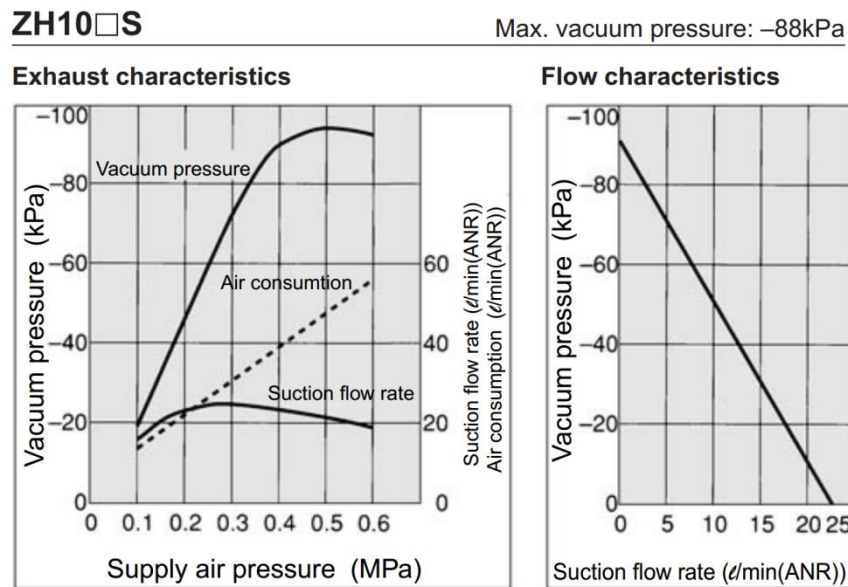 ZH10□S
Max. vacuum pressure: –88kPa
Exhaust characteristics
Vacuum pressure (kPa)
–100
–80
–60
–40
–20
0
Vacuum pressure
Air consumtion
Suction flow rate
60
40
20
0
Suction flow rate (ℓ/min(ANR))
Air consumption (ℓ/min(ANR))
0 0.1 0.2 0.3 0.4 0.5 0.6
Supply air pressure (MPa)
Flow characteristics
Vacuum pressure (kPa)
–100
–80
–60
–40
–20
0
0 5 10 15 20 25
Suction flow rate (ℓ/min(ANR))